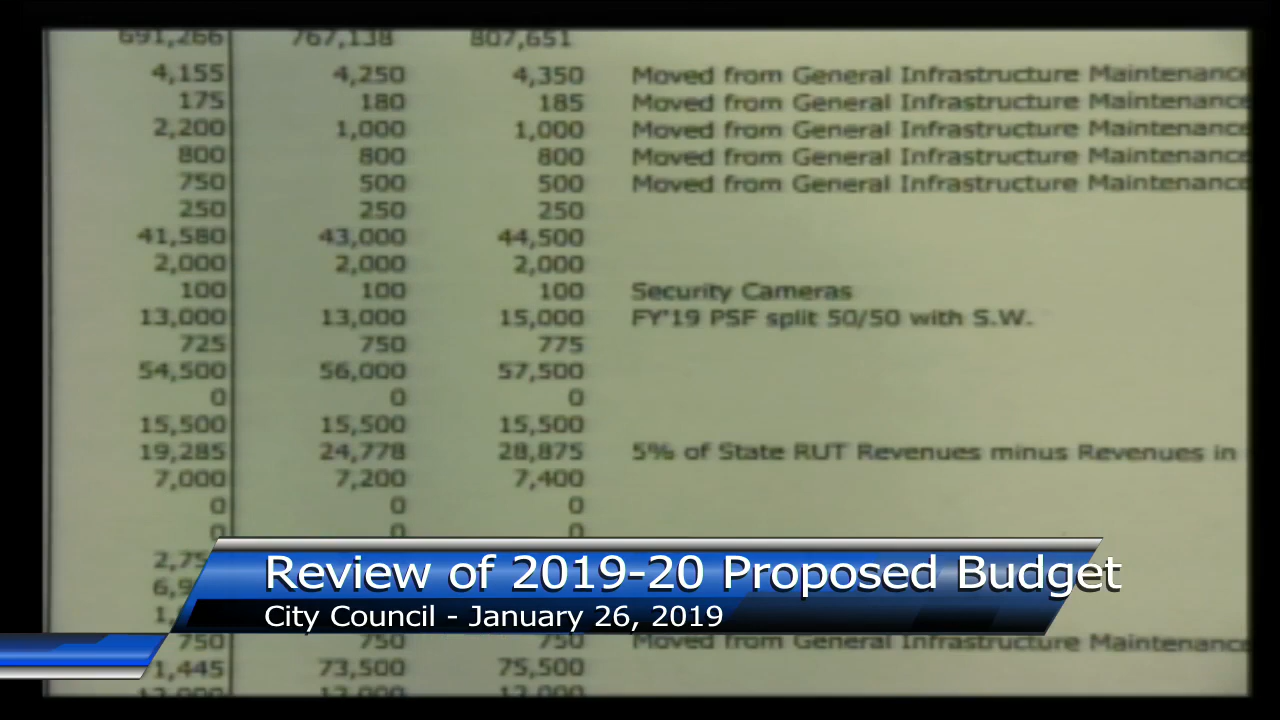 691,266 767,138 807,651
4,155 4,250 4,350 Moved from General Infrastructure Maintenance
175 180 185 Moved from General Infrastructure Maintenance
2,200 1,000 1,000 Moved from General Infrastructure Maintenance
800 800 800 Moved from General Infrastructure Maintenance
750 500 500 Moved from General Infrastructure Maintenance
250 250 250
41,580 43,000 44,500
2,000 2,000 2,000
100 100 100 Security Cameras
13,000 13,000 15,000 FY'19 PSF split 50/50 with S.W.
725 750 775
54,500 56,000 57,500
0 0 0
15,500 15,500 15,500
19,285 24,778 28,875 5% of State RUT Revenues minus Revenues in
7,000 7,200 7,400
0 0 0
0 0 0
Review of 2019-20 Proposed Budget
City Council - January 26, 2019
750 750 750 Moved from General Infrastructure Maintenance
73,500 75,500
12,000 12,000